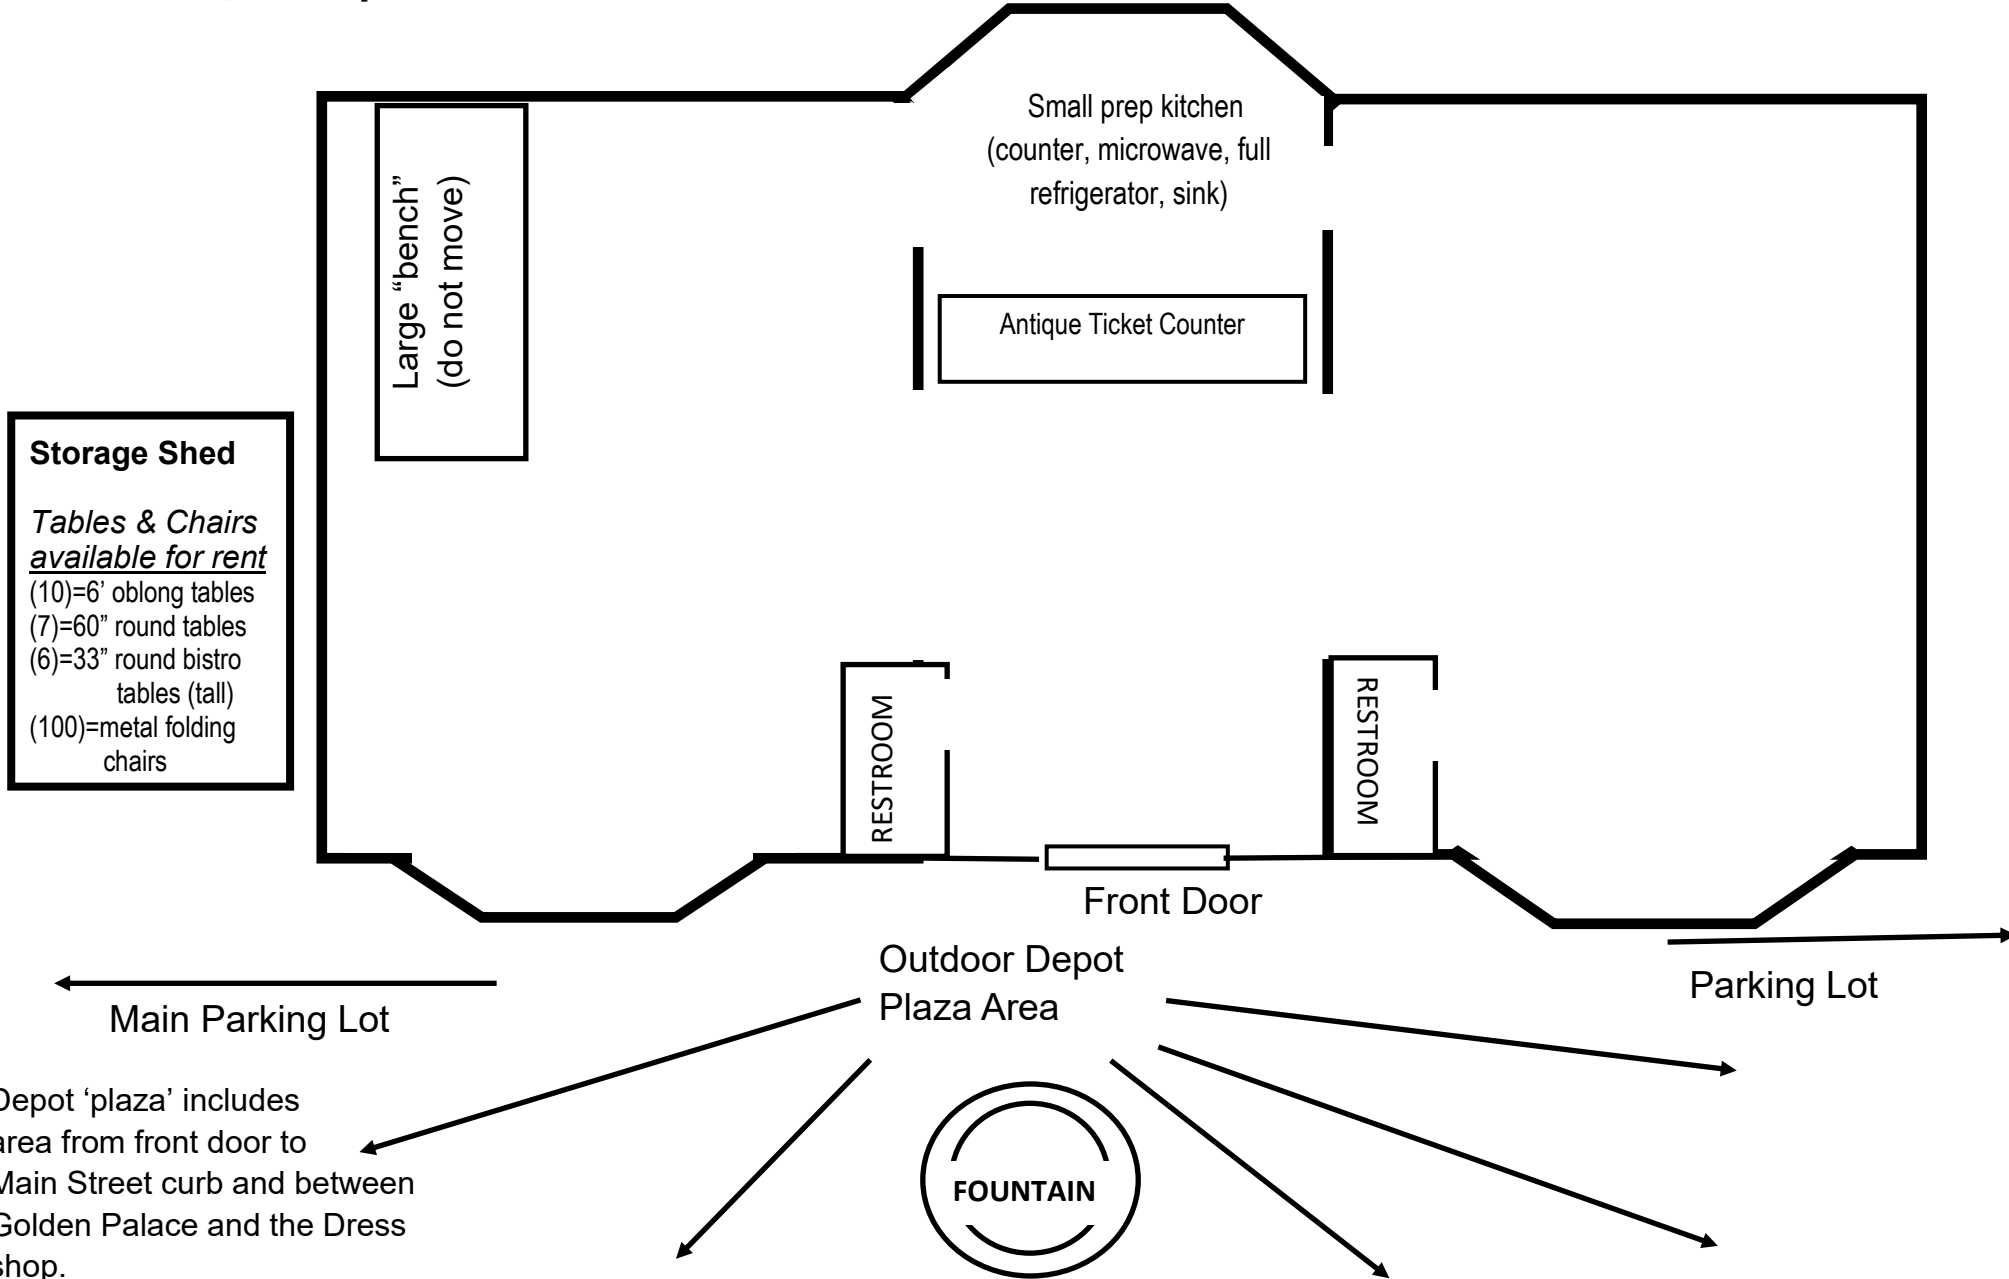 Small prep kitchen
(counter, microwave, full
refrigerator, sink)
Large “bench”
(do not move)
Antique Ticket Counter
Storage Shed
Tables & Chairs
available for rent
(10)=6’ oblong tables
(7)=60” round tables
(6)=33” round bistro
tables (tall)
(100)=metal folding
chairs
RESTROOM
RESTROOM
Front Door
Outdoor Depot
Plaza Area
Main Parking Lot
Parking Lot
Depot ‘plaza’ includes
area from front door to
Main Street curb and between
Golden Palace and the Dress
shop.
FOUNTAIN